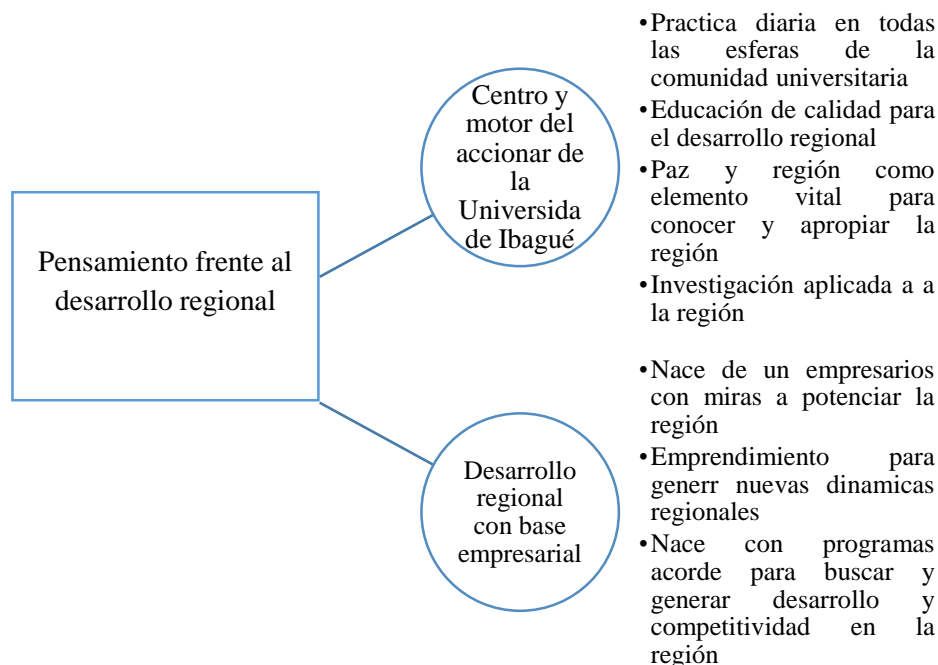 Pensamiento frente al
desarrollo regional
Centro y
motor del
accionar de
la
Universida
de Ibagué
•Practica diaria en todas
las esferas de la
comunidad universitaria
•Educación de calidad para
el desarrollo regional
•Paz y región como
elemento vital para
conocer y apropiar la
región
•Investigación aplicada a a
la región
Desarrollo
regional
con base
empresarial
•Nace de un empresarios
con miras a potenciar la
región
•Emprendimiento para
generr nuevas dinamicas
regionales
•Nace con programas
acorde para buscar y
generar desarrollo y
competitividad en la
región